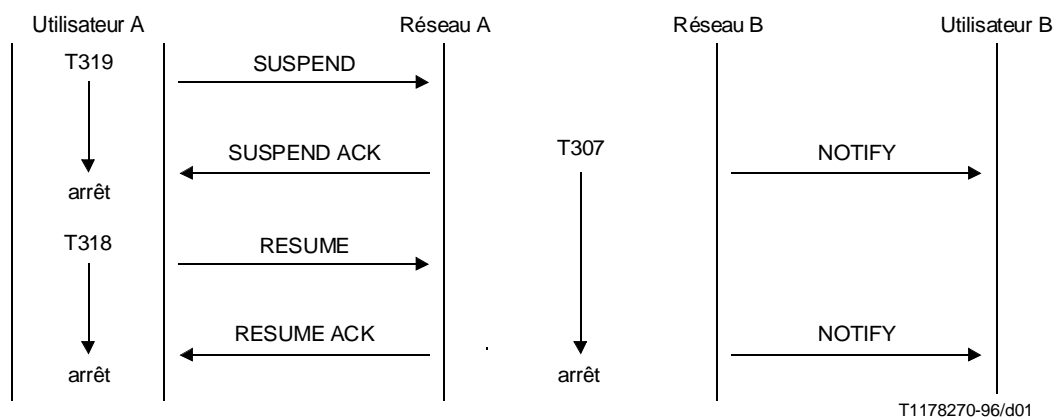 Utilisateur A Réseau A Réseau B Utilisateur B
T319 SUSPEND
SUSPEND ACK T307 NOTIFY
arrêt
T318 RESUME
RESUME ACK NOTIFY
arrêt arrêt
T1178270-96/d01